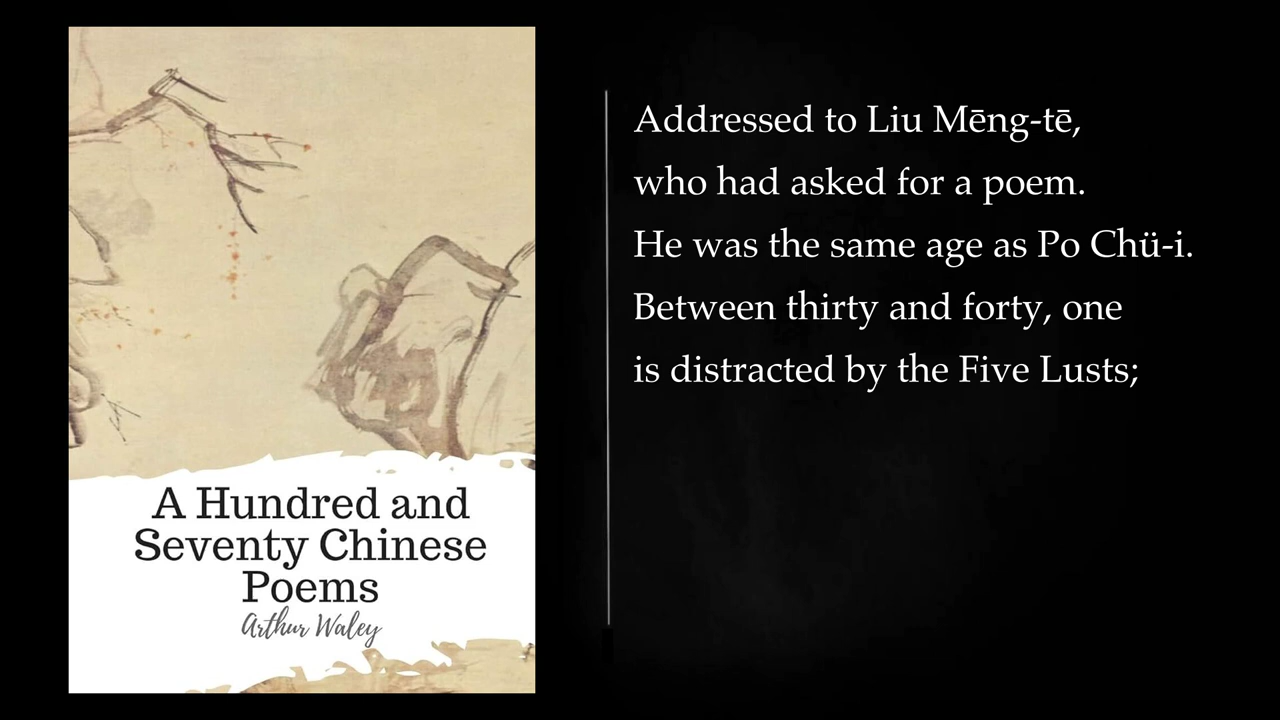 A Hundred and
Seventy Chinese
Poems
Arthur Waley
Addressed to Liu Mēng-tē,
who had asked for a poem.
He was the same age as Po Chü-i.
Between thirty and forty, one
is distracted by the Five Lusts;